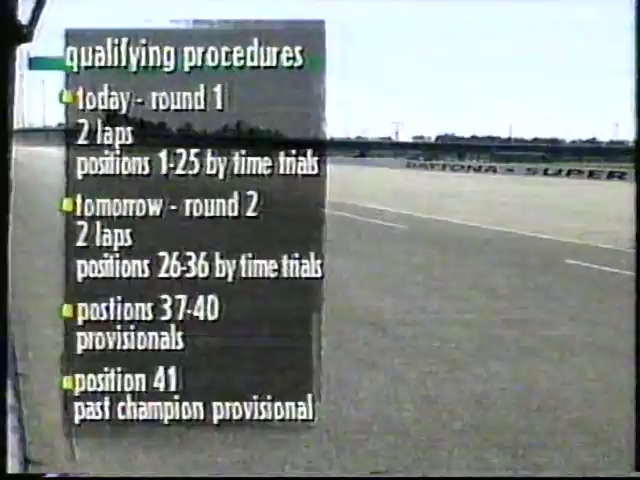 qualifying procedures
today - round 1
2 laps
positions 1-25 by time trials
tomorrow - round 2
2 laps
positions 26-36 by time trials
postions 37-40
provisionals
position 41
past champion provisional
DAYTONA - SUPER